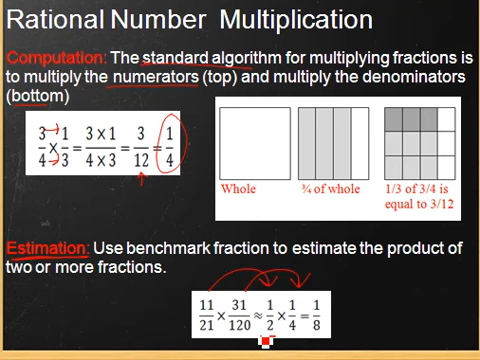 Rational Number Multiplication
Computation: The standard algorithm for multiplying fractions is
to multiply the numerators (top) and multiply the denominators
(bottom)
3/4 × 1/3 = 3 × 1/4 × 3 = 3/12 = 1/4
Whole
¾ of whole
1/3 of 3/4 is
equal to 3/12
Estimation: Use benchmark fraction to estimate the product of
two or more fractions.
11/21 × 31/120 ≈ 1/2 × 1/4 = 1/8